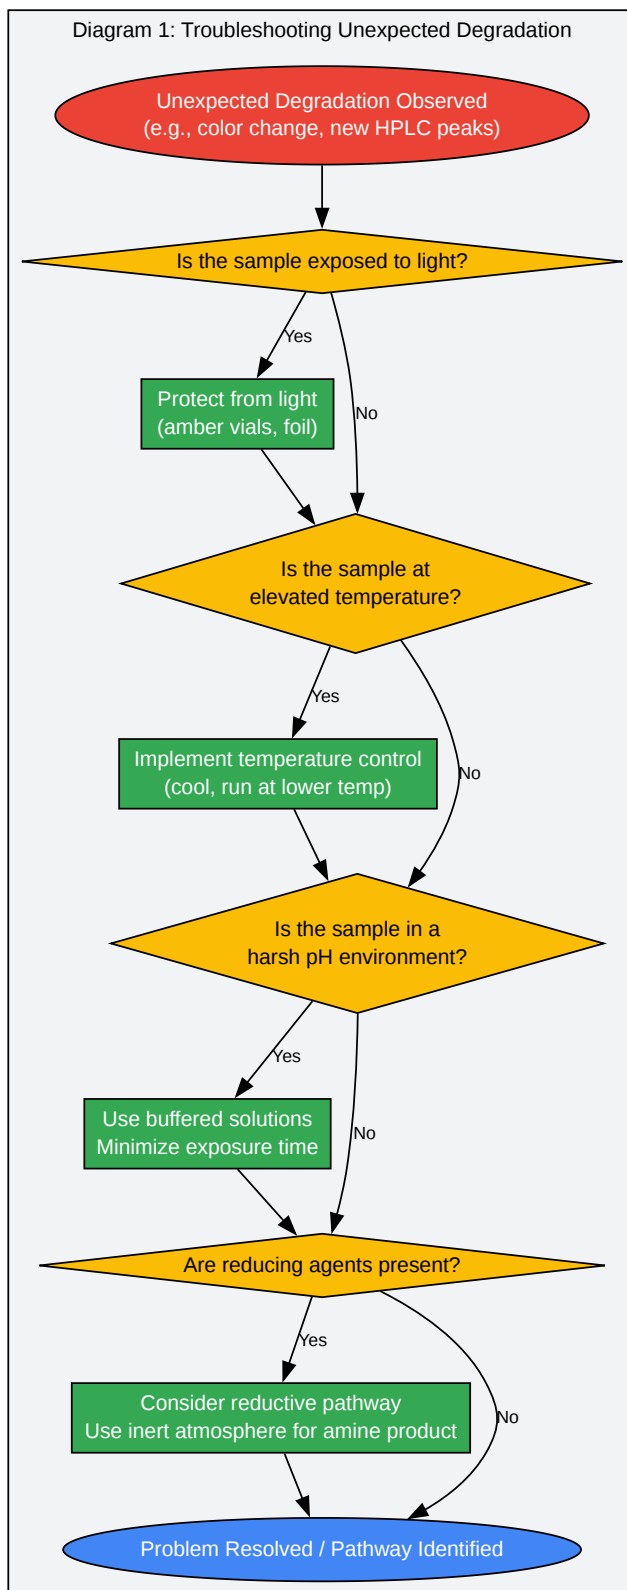 Diagram 1: Troubleshooting Unexpected Degradation
Unexpected Degradation Observed
(e.g., color change, new HPLC peaks)
Is the sample exposed to light?
Yes
Protect from light
(amber vials, foil)
No
Is the sample at
elevated temperature?
Yes
Implement temperature control
(cool, run at lower temp)
No
Is the sample in a
harsh pH environment?
Yes
Use buffered solutions
Minimize exposure time
No
Are reducing agents present?
Yes
Consider reductive pathway
Use inert atmosphere for amine product
No
Problem Resolved / Pathway Identified